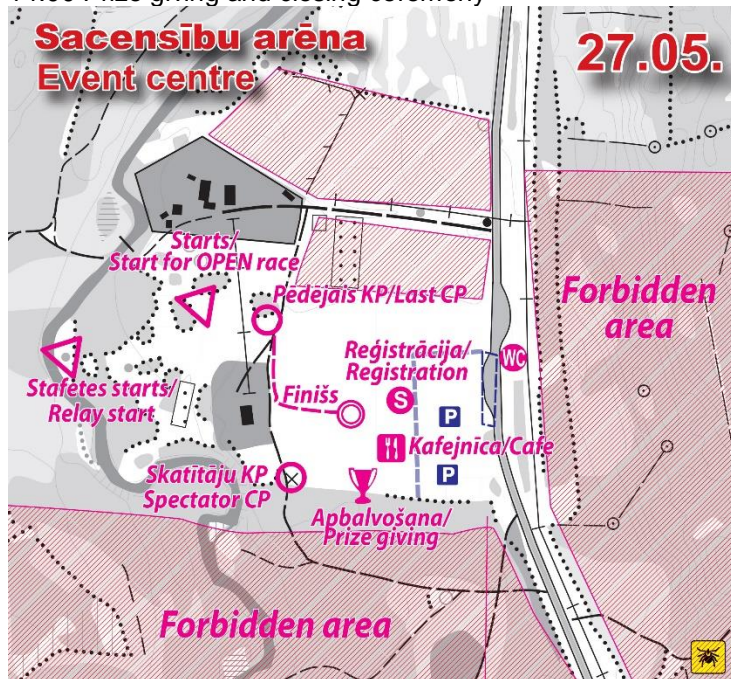 Sacensību arēna
Event centre
27.05.
Starts/
Start for OPEN race
Pēdējais KP/Last CP
Forbidden
area
Reģistrācija/
Registration
WC
Stafetes starts/
Relay start
Finišs
S
P
Kafejnīca/Cafe
P
Skatītāju KP
Spectator CP
Apbalvošana/
Prize giving
Forbidden area